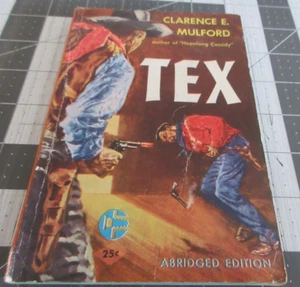 CLARENCE E.
MULFORD
Author of "Hopalong Cassidy"
TEX
25¢
ABRIDGED EDITION